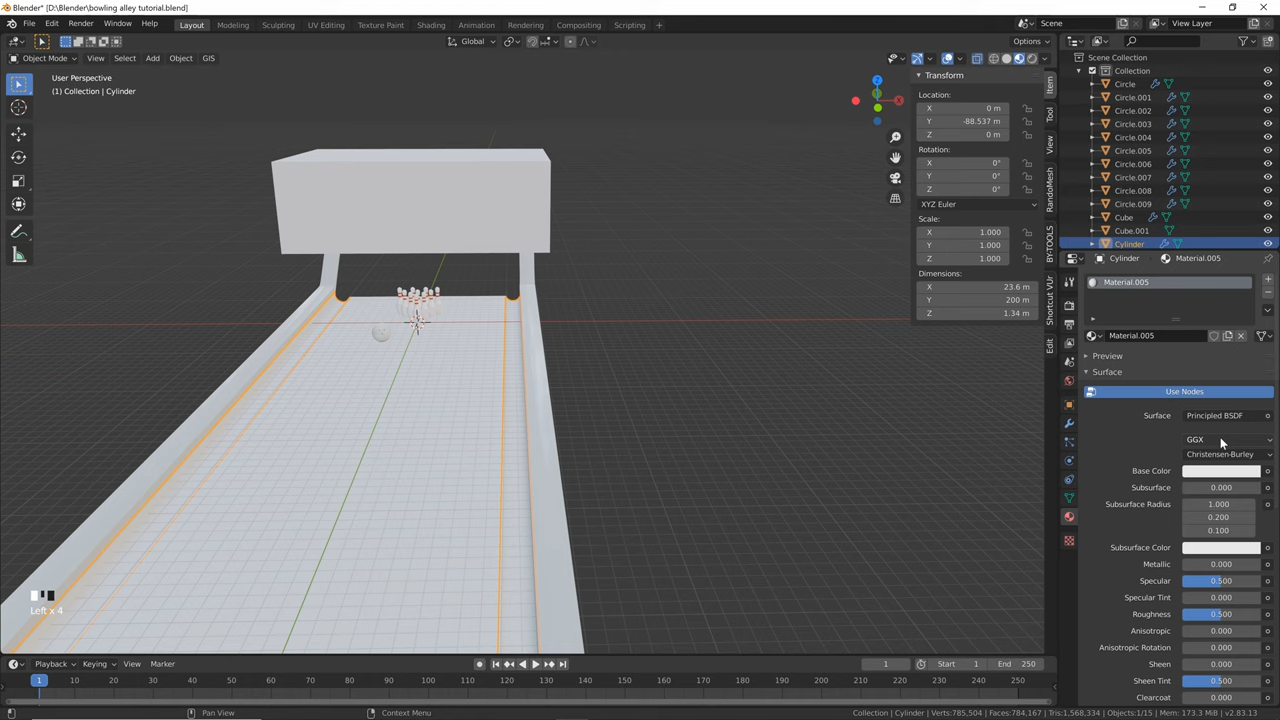 Blender* [D:\Blender\bowling alley tutorial.blend]
File Edit Render Window Help Layout Modeling Sculpting UV Editing Texture Paint Shading Animation Rendering Compositing Scripting + Scene View Layer
Global Options
Object Mode View Select Add Object GIS
User Perspective
(1) Collection | Cylinder
Transform
Location:
X 0 m
Y -88.537 m
Z 0 m
Rotation:
X 0°
Y 0°
Z 0°
XYZ Euler
Scale:
X 1.000
Y 1.000
Z 1.000
Dimensions:
X 23.6 m
Y 200 m
Z 1.34 m
Item
Tool
View
RandoMesh
BY-TOOLS
Shortcut VUr
Edit
Z
X
Scene Collection
Collection
Circle
Circle.001
Circle.002
Circle.003
Circle.004
Circle.005
Circle.006
Circle.007
Circle.008
Circle.009
Cube
Cube.001
Cylinder
Cylinder Material.005
Material.005
Material.005
Preview
Surface
Use Nodes
Surface Principled BSDF
GGX
Christensen-Burley
Base Color
Subsurface 0.000
Subsurface Radius 1.000
0.200
0.100
Subsurface Color
Metallic 0.000
Specular 0.500
Specular Tint 0.000
Roughness 0.500
Anisotropic 0.000
Anisotropic Rotation 0.000
Sheen 0.000
Sheen Tint 0.500
Clearcoat 0.000
Left x 4
Playback Keying View Marker 1 Start 1 End 250
1 10 20 30 40 50 60 70 80 90 100 110 120 130 140 150 160 170 180 190 200 210 220 230 240 250
Pan View Context Menu Collection | Cylinder | Verts:785,504 | Faces:784,167 | Tris:1,568,334 | Objects:1/15 | Mem: 173.3 MiB | v2.83.13